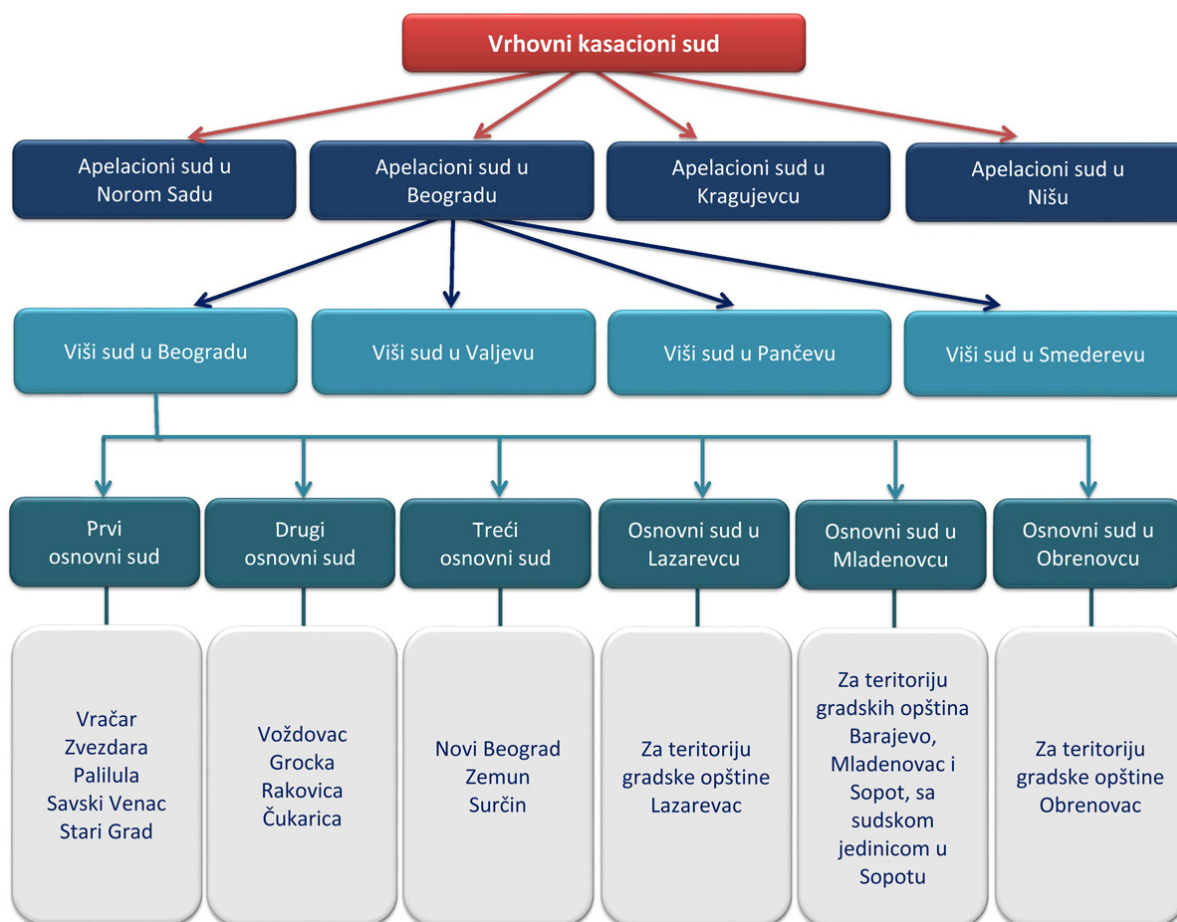 Vrhovni kasacioni sud
Apelacioni sud u
Norom Sadu
Apelacioni sud u
Beogradu
Apelacioni sud u
Kragujevcu
Apelacioni sud u
Nišu
Viši sud u Beogradu
Viši sud u Valjevu
Viši sud u Pančevu
Viši sud u Smederevu
Prvi
osnovni sud
Drugi
osnovni sud
Treći
osnovni sud
Osnovni sud u
Lazarevcu
Osnovni sud u
Mladenovcu
Osnovni sud u
Obrenovcu
Vračar
Zvezdara
Palilula
Savski Venac
Stari Grad
Voždovac
Grocka
Rakovica
Čukarica
Novi Beograd
Zemun
Surčin
Za teritoriju
gradske opštine
Lazarevac
Za teritoriju
gradskih opština
Barajevo,
Mladenovac i
Sopot, sa
sudskom
jedinicom u
Sopotu
Za teritoriju
gradske opštine
Obrenovac